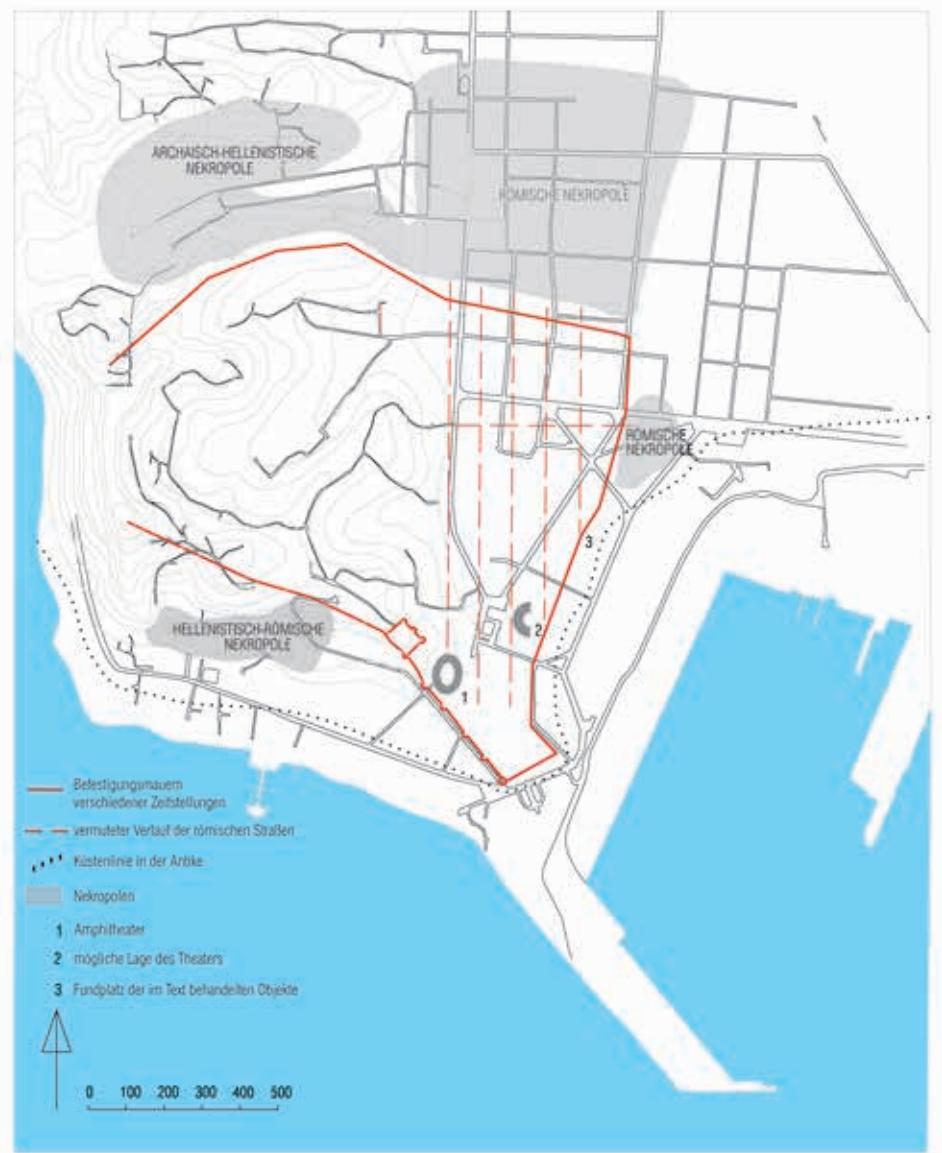 ARCHAISCH-HELLENISTISCHE
NEKROPOLE
RÖMISCHE NEKROPOLE
RÖMISCHE
NEKROPOLE
3
HELLENISTISCH-RÖMISCHE
NEKROPOLE
2
1
Befestigungsmauern
verschiedener Zeitstellungen
vermuteter Verlauf der römischen Straßen
Küstenlinie in der Antike
Nekropolen
1 Amphitheater
2 mögliche Lage des Theaters
3 Fundplatz der im Text behandelten Objekte
0 100 200 300 400 500